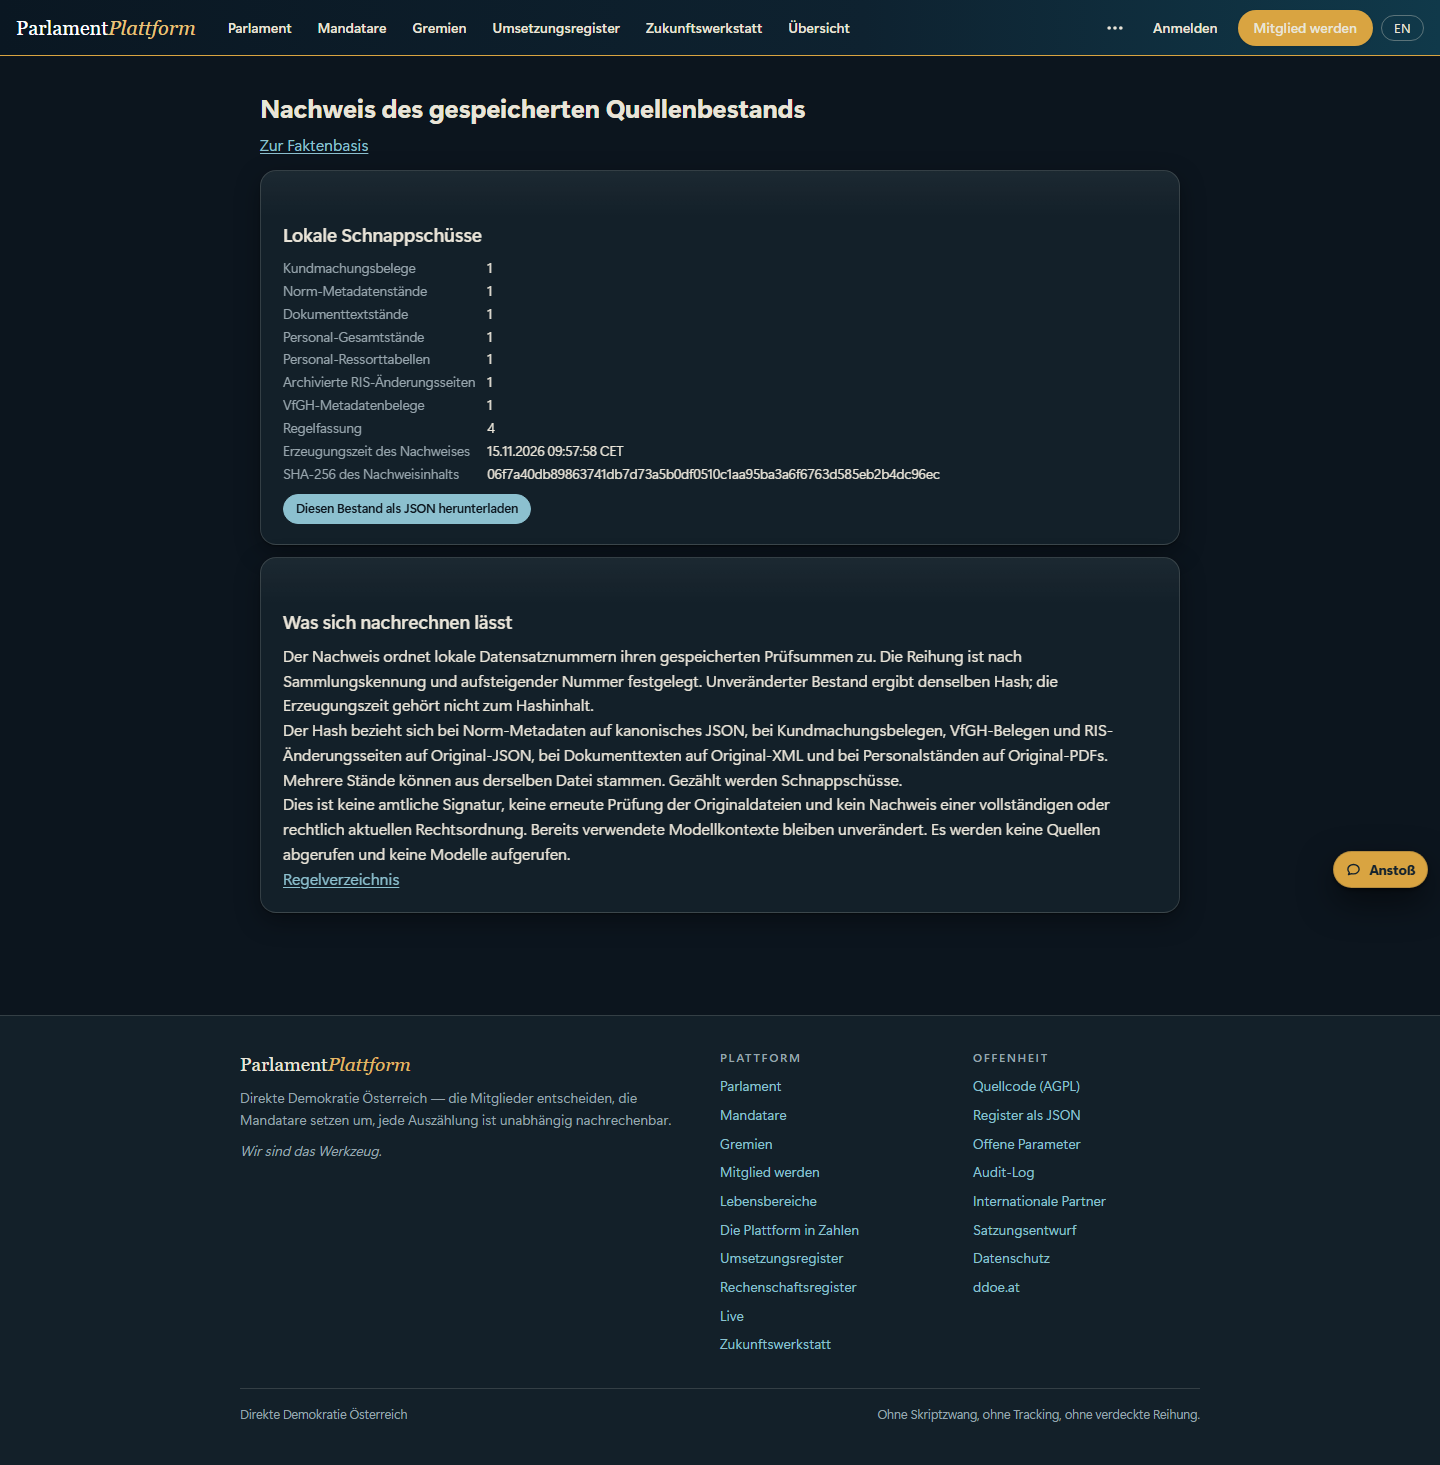 ParlamentPlattform Parlament Mandatare Gremien Umsetzungsregister Zukunftswerkstatt Übersicht ••• Anmelden Mitglied werden EN
Nachweis des gespeicherten Quellenbestands
Zur Faktenbasis
Lokale Schnappschüsse
Kundmachungsbelege 1
Norm-Metadatenstände 1
Dokumenttextstände 1
Personal-Gesamtstände 1
Personal-Ressorttabellen 1
Archivierte RIS-Änderungsseiten 1
VfGH-Metadatenbelege 1
Regelfassung 4
Erzeugungszeit des Nachweises 15.11.2026 09:57:58 CET
SHA-256 des Nachweisinhalts 06f7a40db89863741db7d73a5b0df0510c1aa95ba3a6f6763d585eb2b4dc96ec
Diesen Bestand als JSON herunterladen
Was sich nachrechnen lässt
Der Nachweis ordnet lokale Datensatznummern ihren gespeicherten Prüfsummen zu. Die Reihung ist nach
Sammlungskennung und aufsteigender Nummer festgelegt. Unveränderter Bestand ergibt denselben Hash; die
Erzeugungszeit gehört nicht zum Hashinhalt.
Der Hash bezieht sich bei Norm-Metadaten auf kanonisches JSON, bei Kundmachungsbelegen, VfGH-Belegen und RIS-
Änderungsseiten auf Original-JSON, bei Dokumenttexten auf Original-XML und bei Personalständen auf Original-PDFs.
Mehrere Stände können aus derselben Datei stammen. Gezählt werden Schnappschüsse.
Dies ist keine amtliche Signatur, keine erneute Prüfung der Originaldateien und kein Nachweis einer vollständigen oder
rechtlich aktuellen Rechtsordnung. Bereits verwendete Modellkontexte bleiben unverändert. Es werden keine Quellen
abgerufen und keine Modelle aufgerufen.
Regelverzeichnis
Anstoß
ParlamentPlattform
Direkte Demokratie Österreich — die Mitglieder entscheiden, die
Mandatare setzen um, jede Auszählung ist unabhängig nachrechenbar.
Wir sind das Werkzeug.
PLATTFORM
Parlament
Mandatare
Gremien
Mitglied werden
Lebensbereiche
Die Plattform in Zahlen
Umsetzungsregister
Rechenschaftsregister
Live
Zukunftswerkstatt
OFFENHEIT
Quellcode (AGPL)
Register als JSON
Offene Parameter
Audit-Log
Internationale Partner
Satzungsentwurf
Datenschutz
ddoe.at
Direkte Demokratie Österreich
Ohne Skriptzwang, ohne Tracking, ohne verdeckte Reihung.